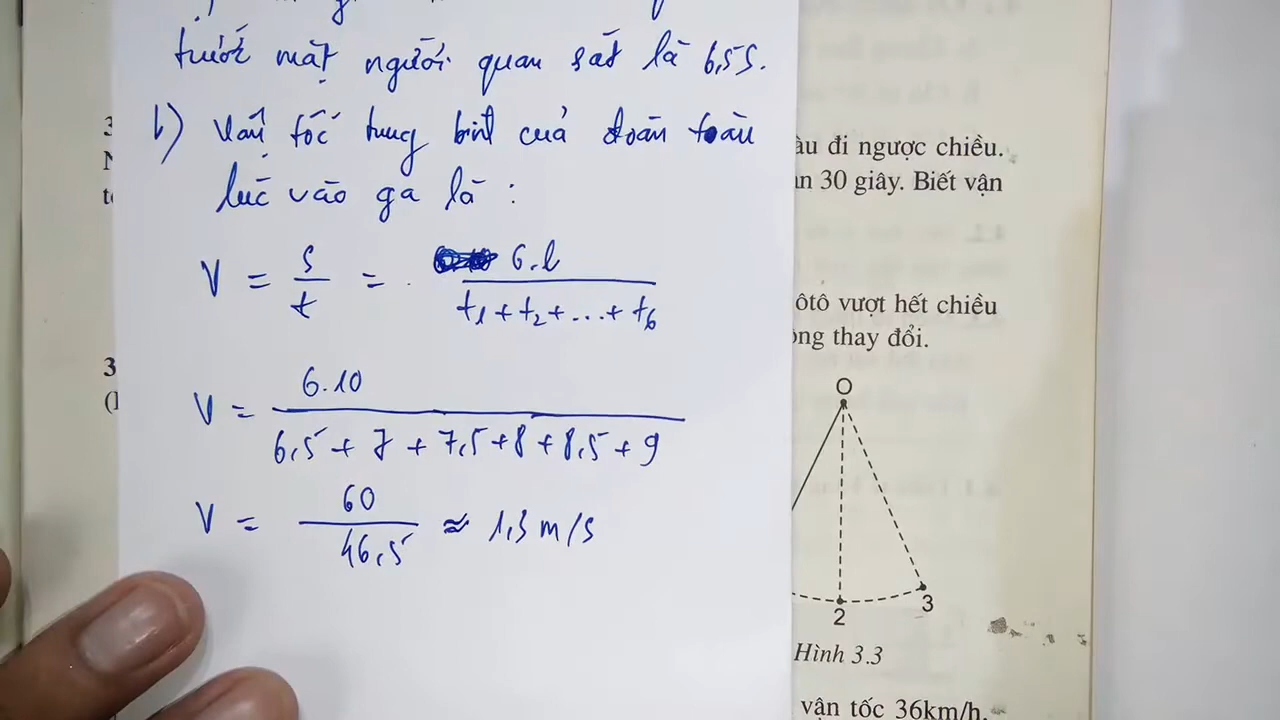 trước mặt người quan sát là 6,5s.
b) Vận tốc trung bình của đoàn tàu
lúc vào ga là :
V = s/t = 6.l / (t1 + t2 + ... + t6)
V = 6.10 / (6,5 + 7 + 7,5 + 8 + 8,5 + 9)
V = 60 / 46,5 ≈ 1,3 m/s
3
N
3
(
àu đi ngược chiều.
30 giây. Biết vận
ôtô vượt hết chiều
thay đổi.
O
2
3
Hình 3.3
vận tốc 36km/h.